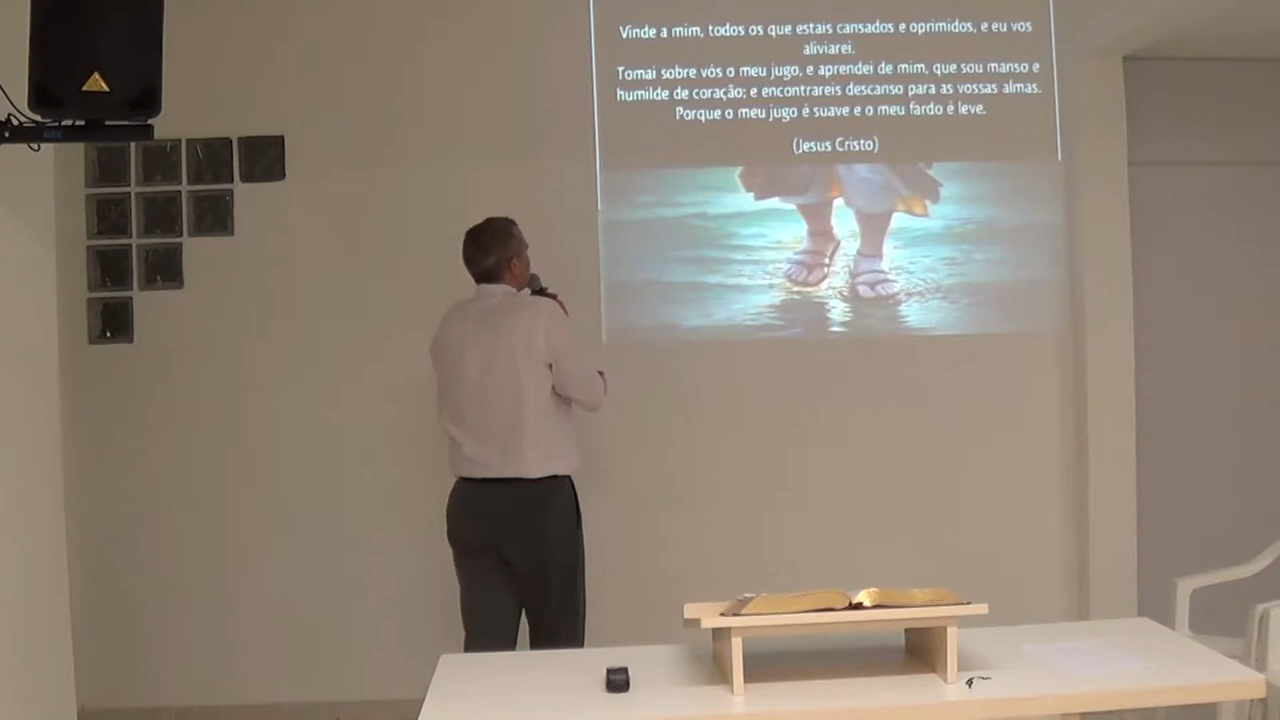 Vinde a mim, todos os que estais cansados e oprimidos, e eu vos
aliviarei.
Tomai sobre vós o meu jugo, e aprendei de mim, que sou manso e
humilde de coração; e encontrareis descanso para as vossas almas.
Porque o meu jugo é suave e o meu fardo é leve.
(Jesus Cristo)